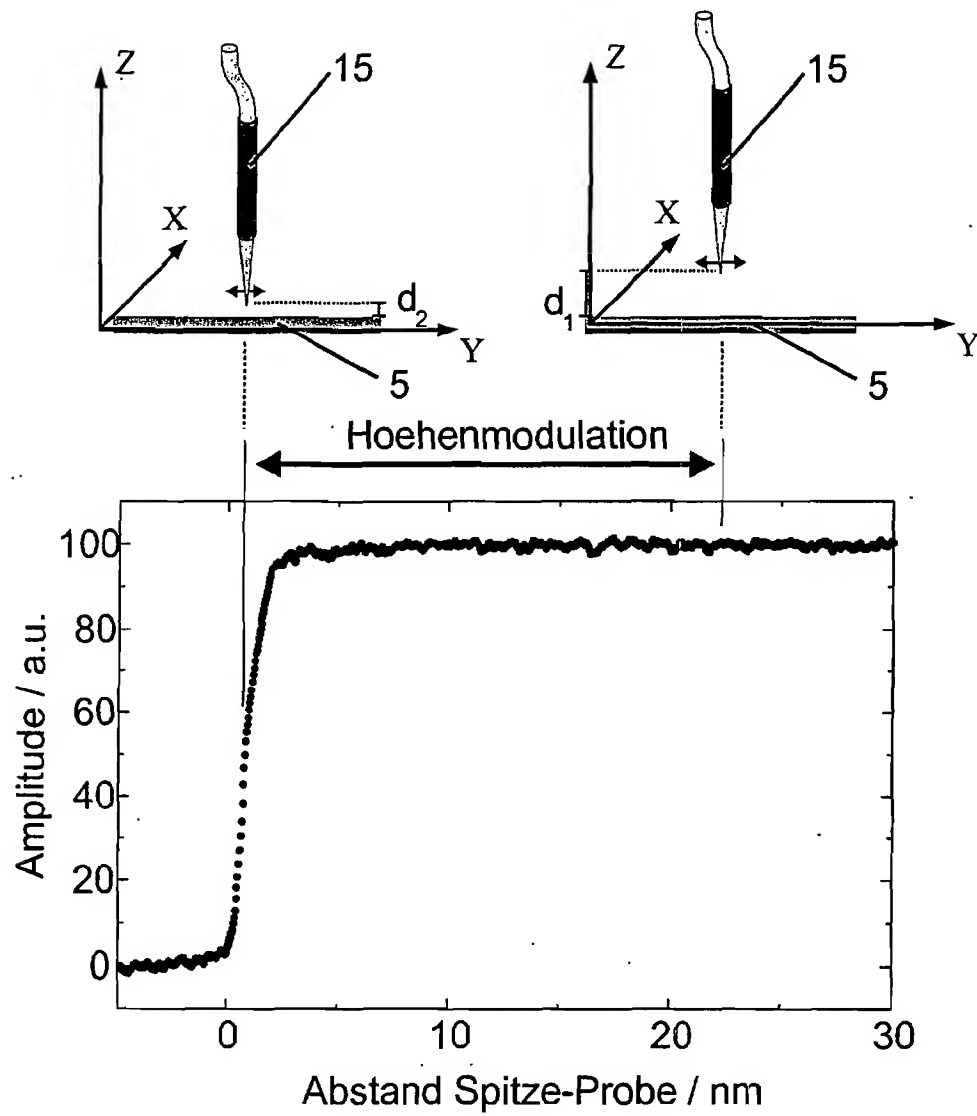 Z
15
X
d2
Y
5
Z
15
X
d1
Y
5
Hoehenmodulation
Amplitude / a.u.
100
80
60
40
20
0
0 10 20 30
Abstand Spitze-Probe / nm